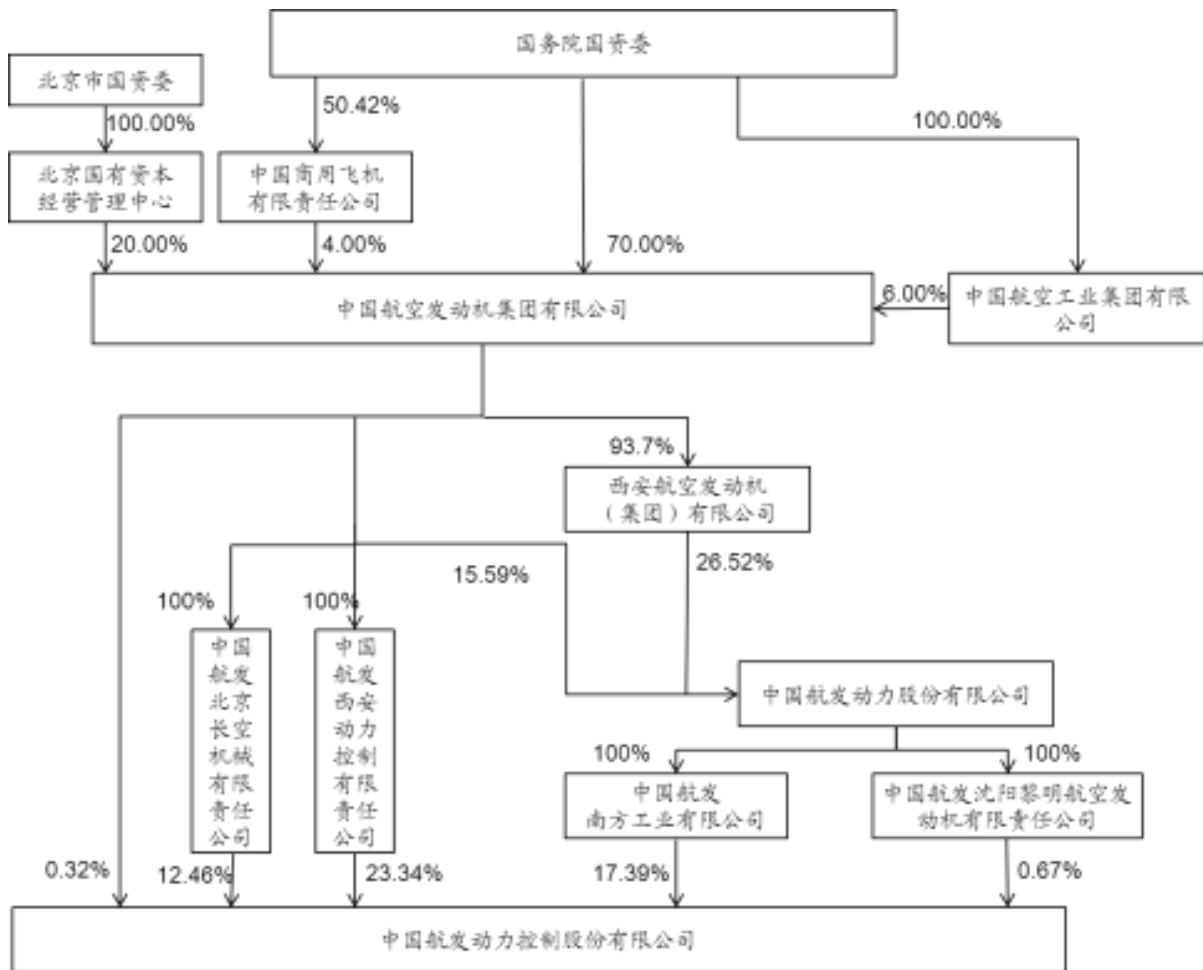 国务院国资委
北京市国资委
50.42%
100.00%
100.00%
北京国有资本
经营管理中心
中国商用飞机
有限责任公司
20.00%
4.00%
70.00%
中国航空发动机集团有限公司
6.00%
中国航空工业集团有限
公司
93.7%
西安航空发动机
（集团）有限公司
15.59%
26.52%
100%
100%
中国
航发
北京
长空
机械
有限
责任
公司
中国
航发
西安
动力
控制
有限
责任
公司
中国航发动力股份有限公司
100%
100%
中国航发
南方工业有限公司
中国航发沈阳黎明航空发
动机有限责任公司
0.32%
12.46%
23.34%
17.39%
0.67%
中国航发动力控制股份有限公司